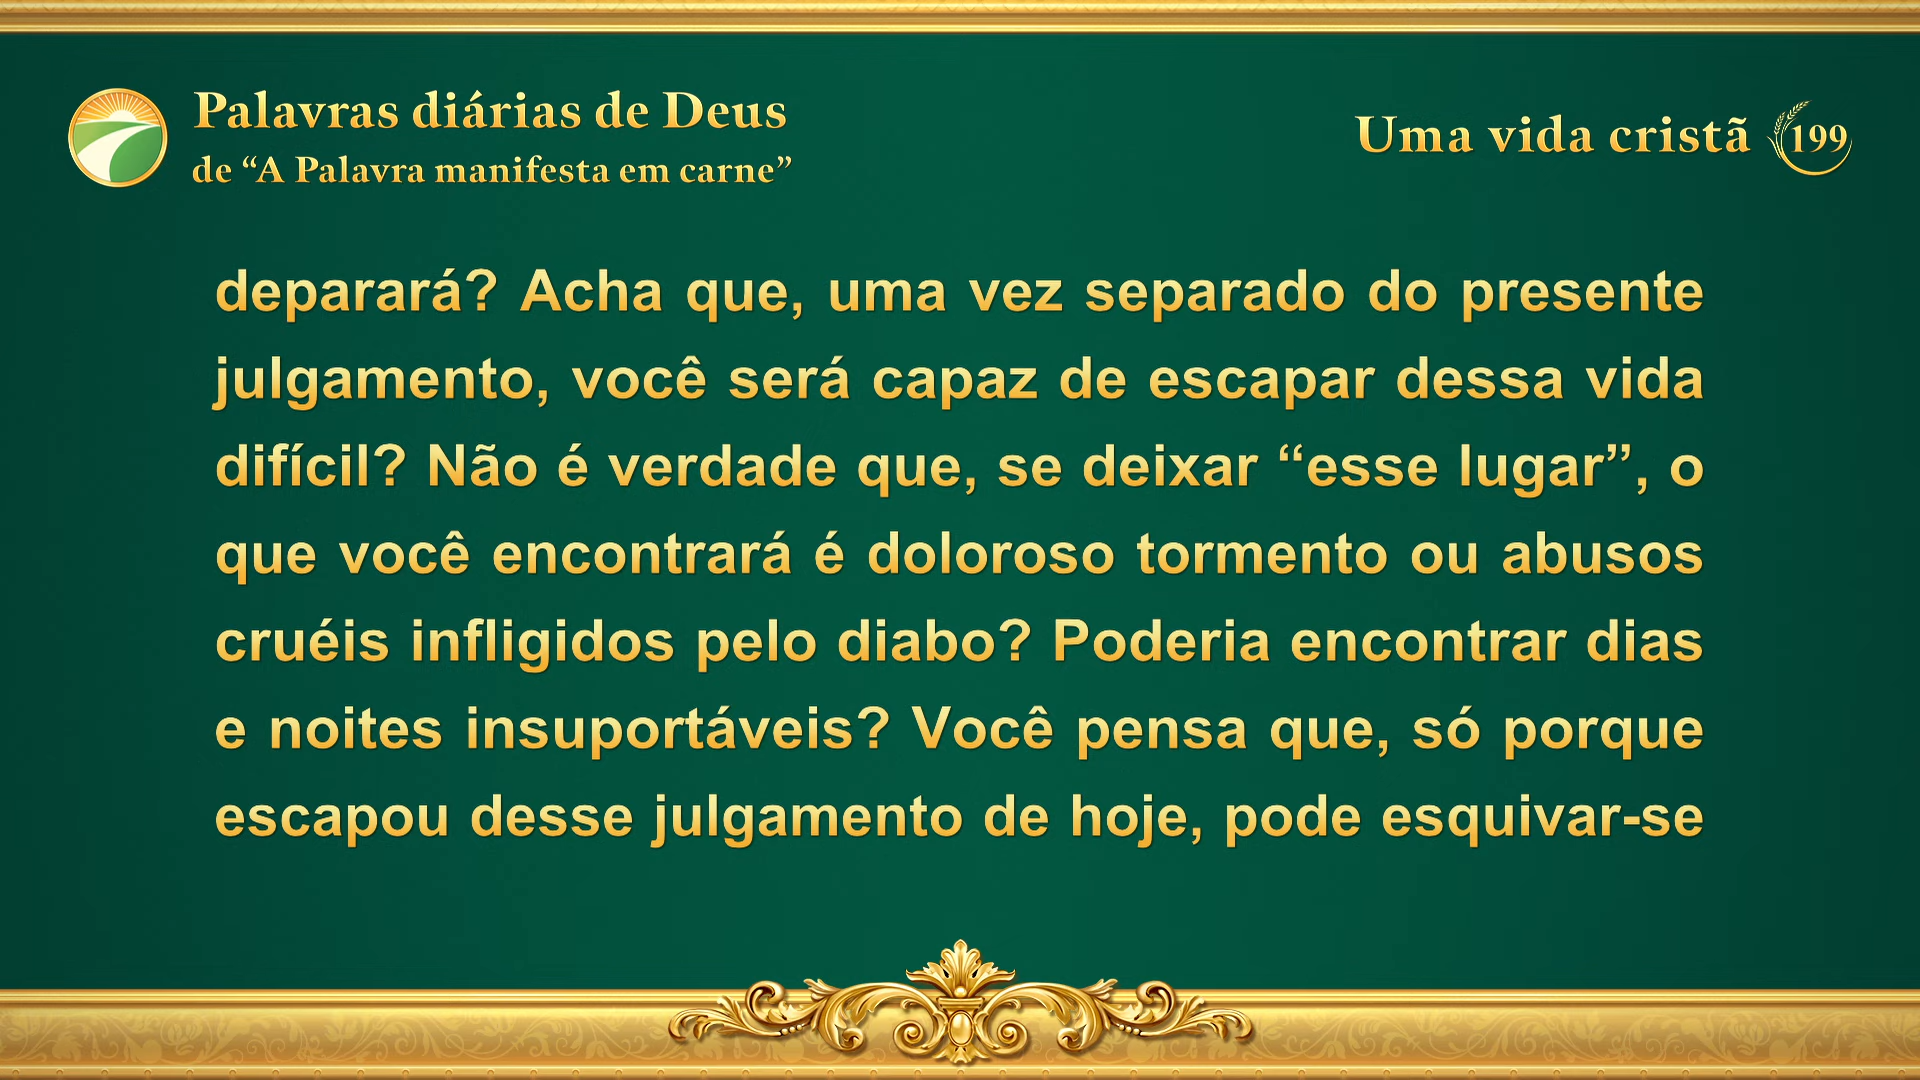 Palavras diárias de Deus
de “A Palavra manifesta em carne”
Uma vida cristã 199
deparará? Acha que, uma vez separado do presente
julgamento, você será capaz de escapar dessa vida
difícil? Não é verdade que, se deixar “esse lugar”, o
que você encontrará é doloroso tormento ou abusos
cruéis infligidos pelo diabo? Poderia encontrar dias
e noites insuportáveis? Você pensa que, só porque
escapou desse julgamento de hoje, pode esquivar-se